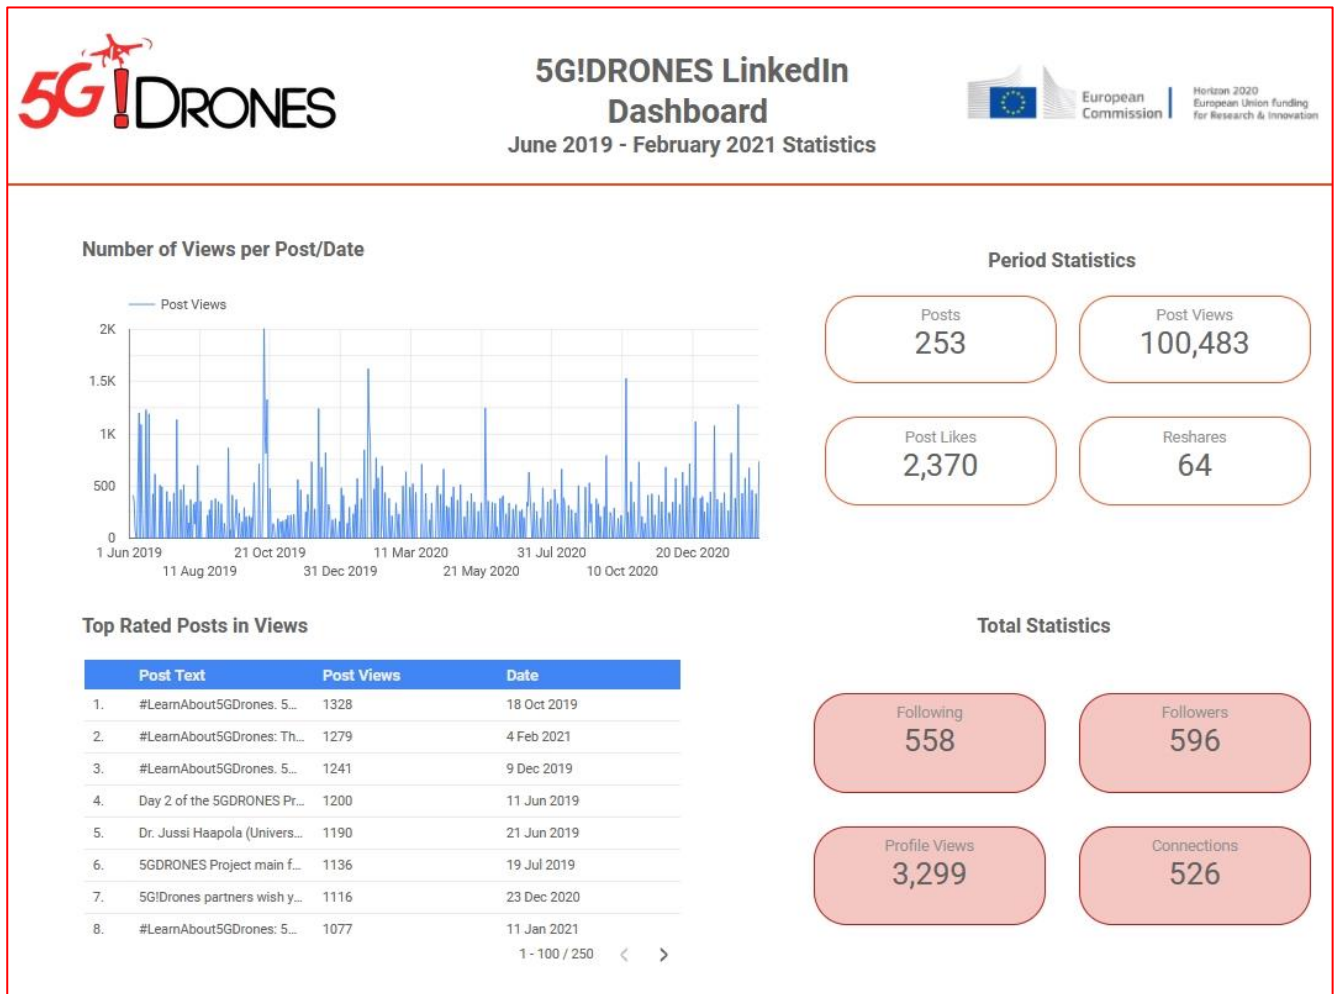 5G!DRONES
5G!DRONES LinkedIn
Dashboard
June 2019 - February 2021 Statistics
European
Commission
Horizon 2020
European Union funding
for Research & Innovation
Number of Views per Post/Date
Post Views
2K
1.5K
1K
500
0
1 Jun 2019
11 Aug 2019
21 Oct 2019
31 Dec 2019
11 Mar 2020
21 May 2020
31 Jul 2020
10 Oct 2020
20 Dec 2020
Period Statistics
Posts
253
Post Views
100,483
Post Likes
2,370
Reshares
64
Top Rated Posts in Views
Post Text Post Views Date
1. #LearnAbout5GDrones. 5... 1328 18 Oct 2019
2. #LearnAbout5GDrones: Th... 1279 4 Feb 2021
3. #LearnAbout5GDrones. 5... 1241 9 Dec 2019
4. Day 2 of the 5GDRONES Pr... 1200 11 Jun 2019
5. Dr. Jussi Haapola (Univers... 1190 21 Jun 2019
6. 5GDRONES Project main f... 1136 19 Jul 2019
7. 5G!Drones partners wish y... 1116 23 Dec 2020
8. #LearnAbout5GDrones: 5... 1077 11 Jan 2021
1 - 100 / 250
Total Statistics
Following
558
Followers
596
Profile Views
3,299
Connections
526